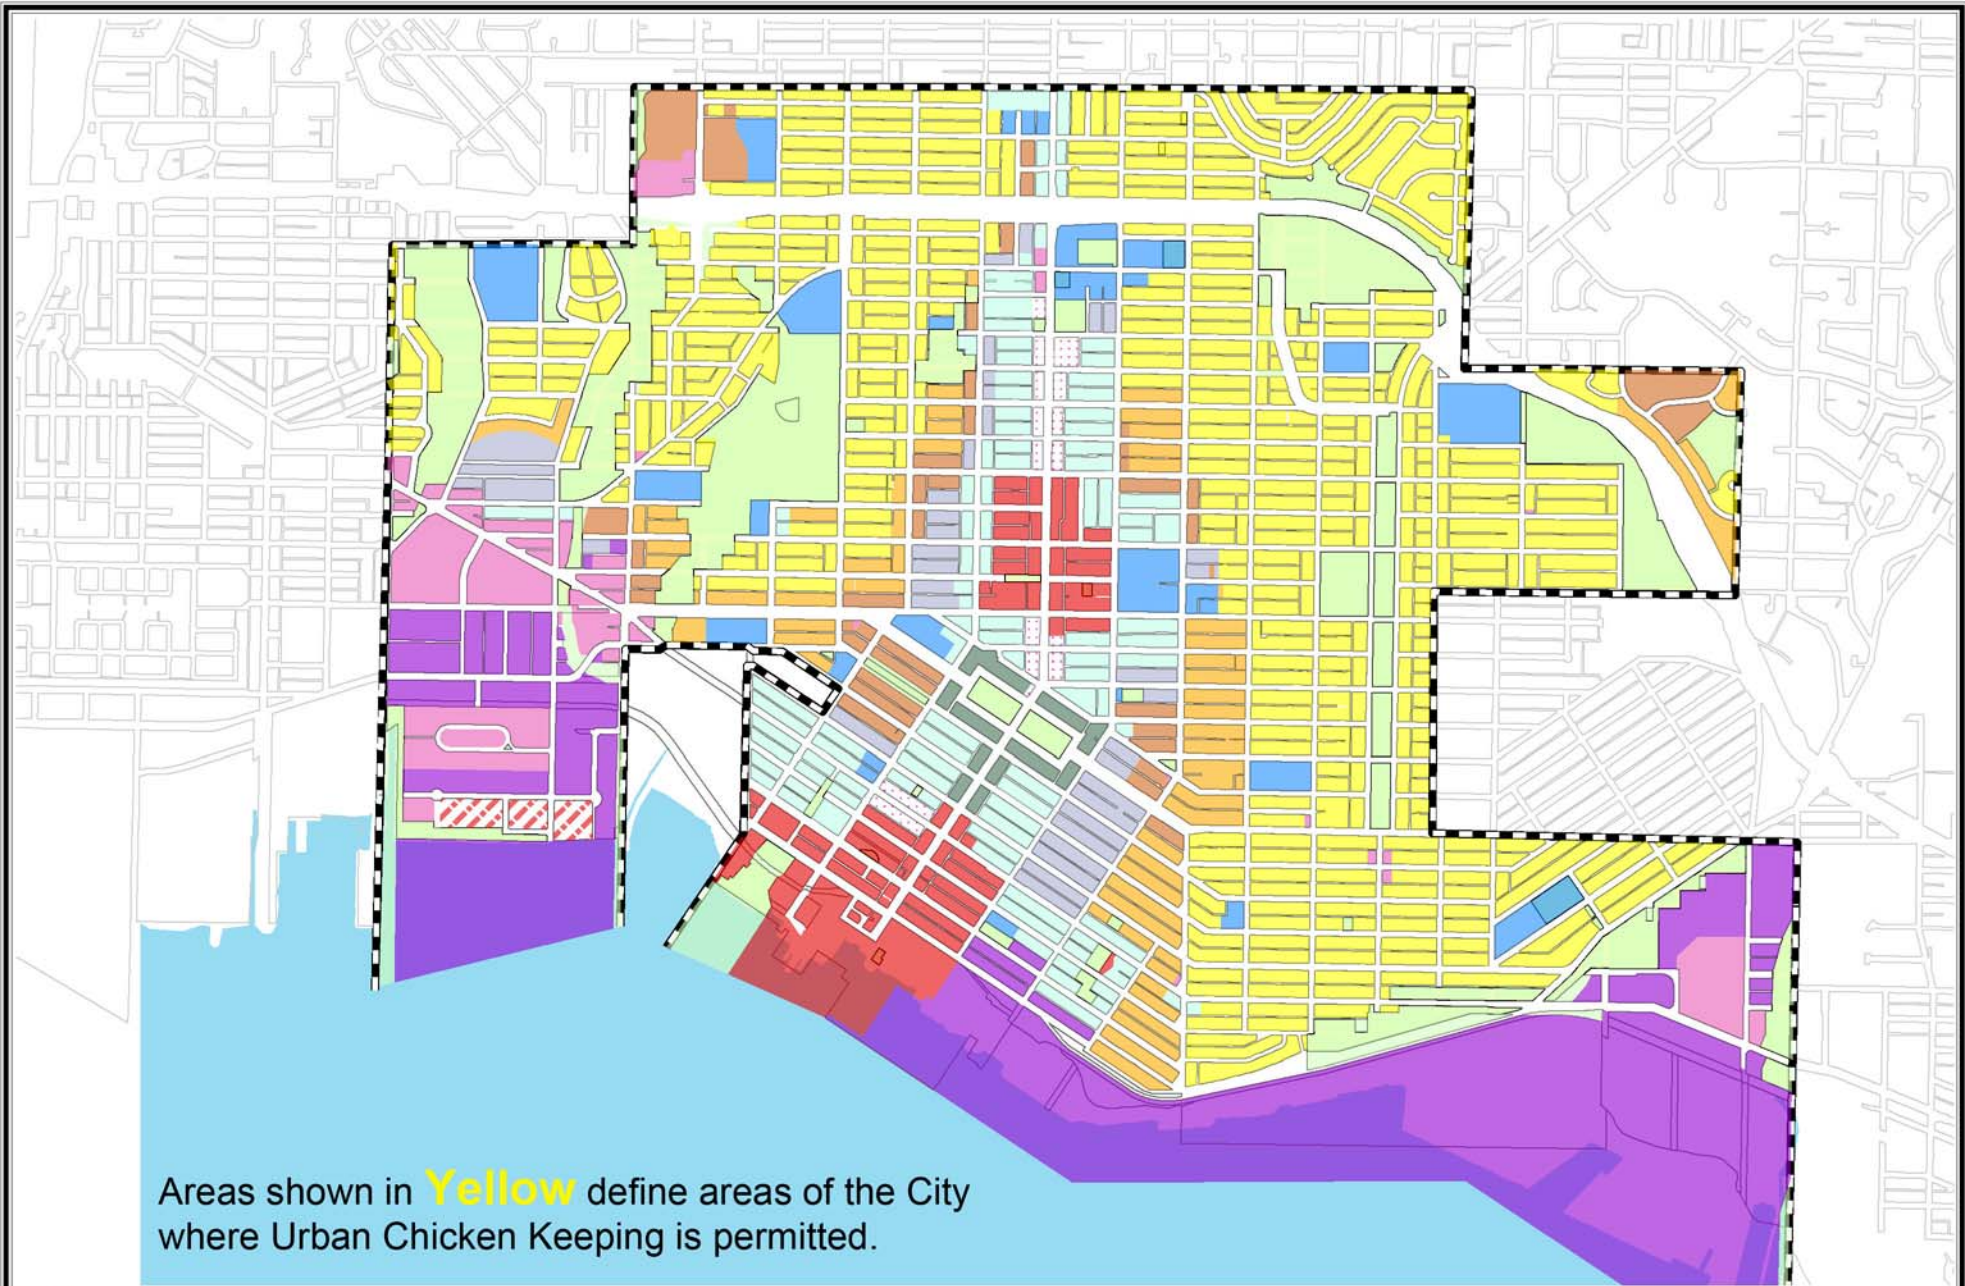 Areas shown in Yellow define areas of the City
where Urban Chicken Keeping is permitted.